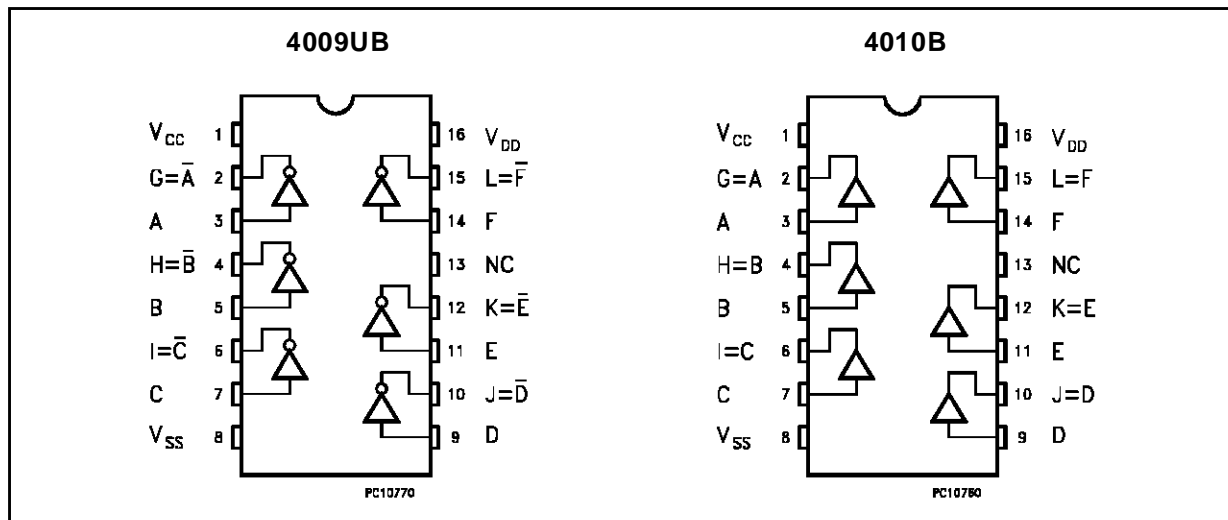 4009UB
V_CC 1
G=A̅ 2
A 3
H=B̅ 4
B 5
I=C̅ 6
C 7
V_SS 8
16 V_DD
15 L=F̅
14 F
13 NC
12 K=E̅
11 E
10 J=D̅
9 D
PC10770
4010B
V_CC 1
G=A 2
A 3
H=B 4
B 5
I=C 6
C 7
V_SS 8
16 V_DD
15 L=F
14 F
13 NC
12 K=E
11 E
10 J=D
9 D
PC10760